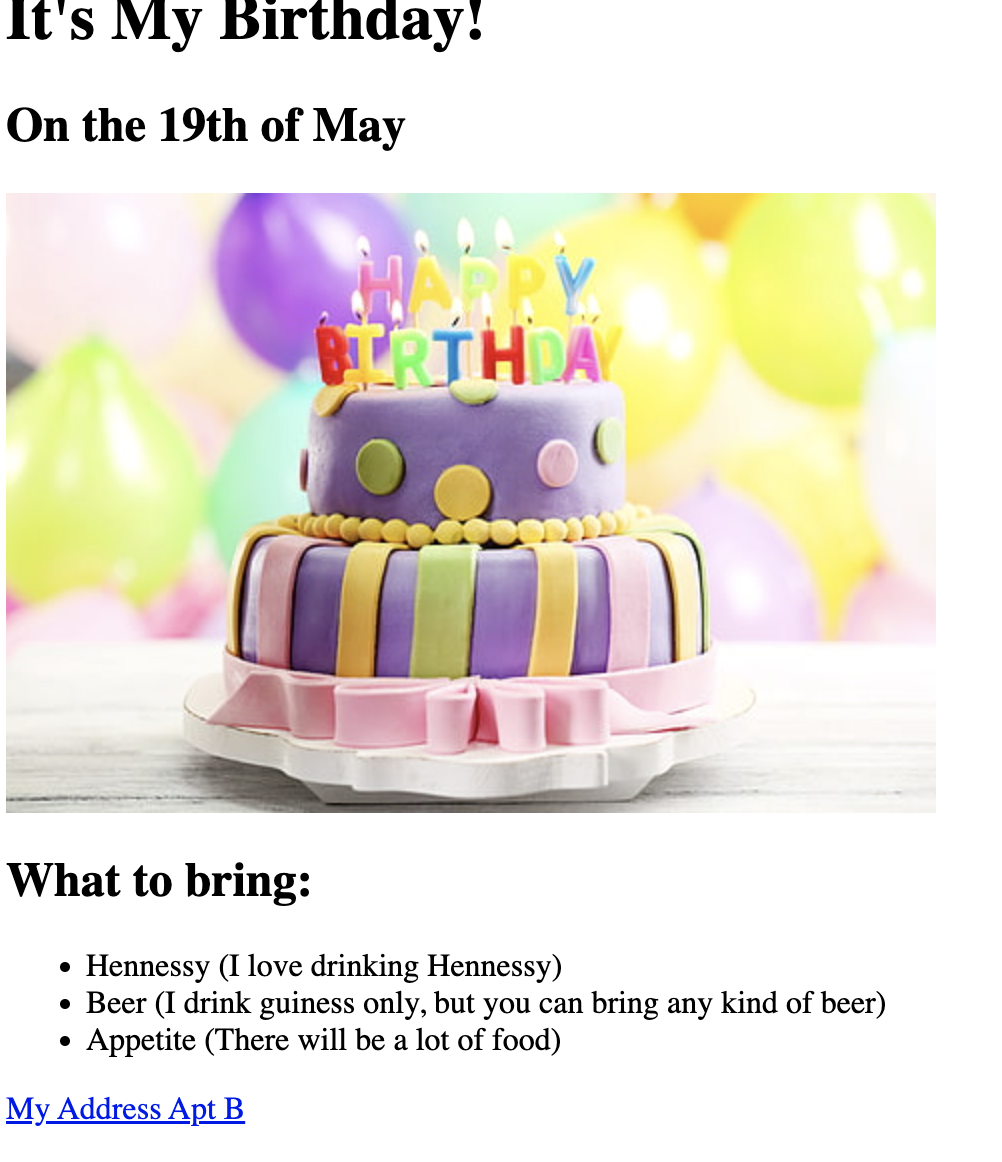 It's My Birthday!
On the 19th of May
HAPPY
BIRTHDAY
What to bring:
Hennessy (I love drinking Hennessy)
Beer (I drink guiness only, but you can bring any kind of beer)
Appetite (There will be a lot of food)
My Address Apt B